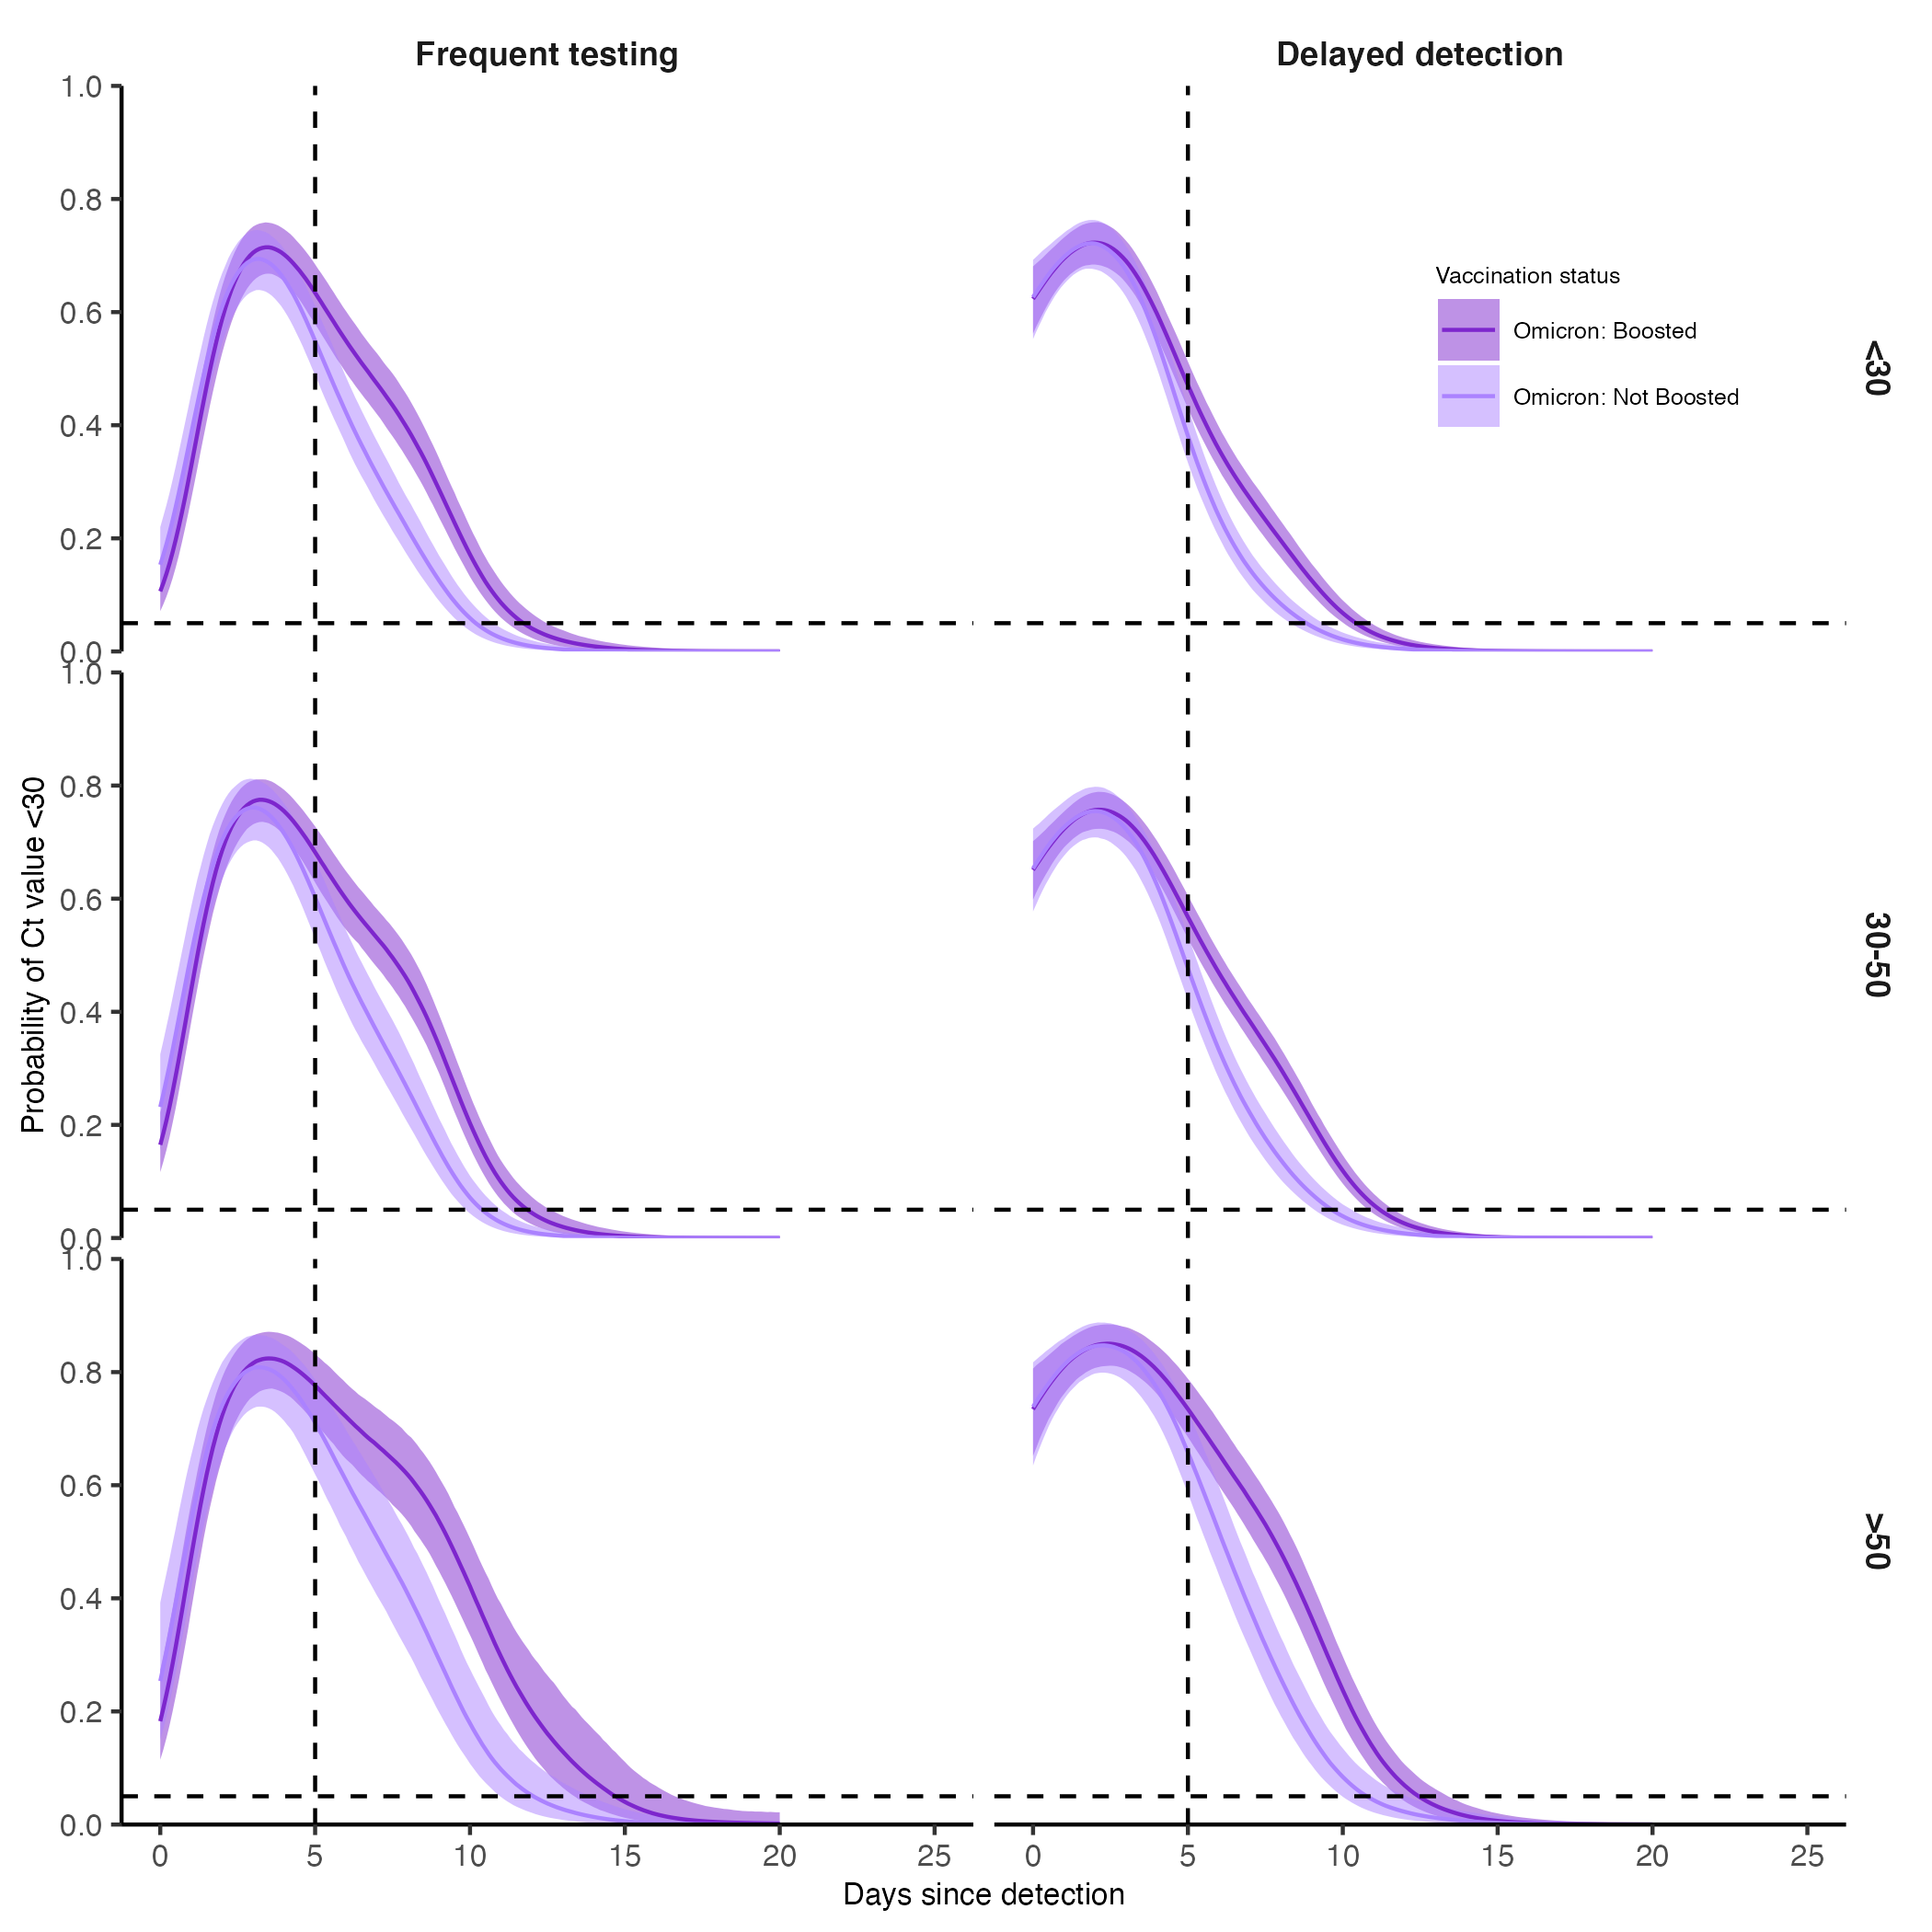 Frequent testing
Delayed detection
1.0
0.8
0.6
0.4
0.2
0.0
Vaccination status
Omicron: Boosted
Omicron: Not Boosted
<30
1.0
0.8
0.6
0.4
0.2
0.0
30-50
Probability of Ct value <30
1.0
0.8
0.6
0.4
0.2
0.0
>50
0 5 10 15 20 25
0 5 10 15 20 25
Days since detection